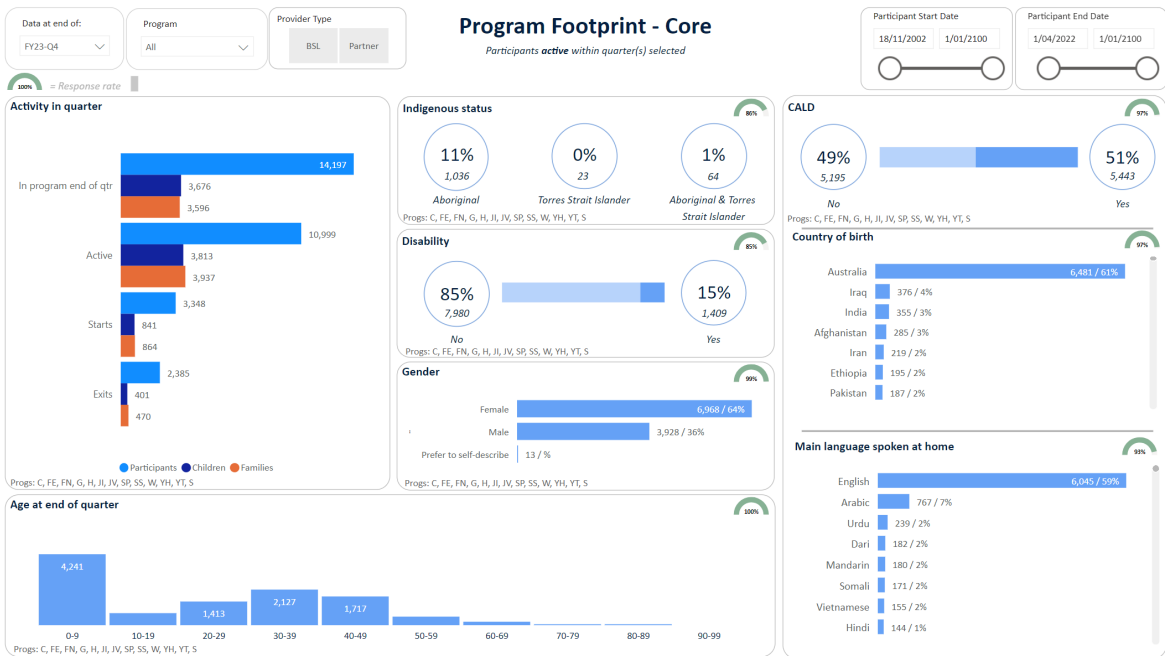 Data at end of:
FY23-Q4
Program
All
Provider Type
BSL
Partner
Program Footprint - Core
Participants active within quarter(s) selected
Participant Start Date
18/11/2002
1/01/2100
Participant End Date
1/04/2022
1/01/2100
100%
= Response rate
Activity in quarter
In program end of qtr
14,197
3,676
3,596
Active
10,999
3,813
3,937
Starts
3,348
841
864
Exits
2,385
401
470
Participants Children Families
Progs: C, FE, FN, G, H, JI, JV, SP, SS, W, YH, YT, S
Indigenous status
86%
11%
1,036
Aboriginal
0%
23
Torres Strait Islander
1%
64
Aboriginal & Torres
Strait Islander
Progs: C, FE, FN, G, H, JI, JV, SP, SS, W, YH, YT, S
Disability
85%
85%
7,980
No
15%
1,409
Yes
Progs: C, FE, FN, G, H, JI, JV, SP, SS, W, YH, YT, S
Gender
99%
Female 6,968 / 64%
Male 3,928 / 36%
Prefer to self-describe 13 / %
Progs: C, FE, FN, G, H, JI, JV, SP, SS, W, YH, YT, S
CALD
97%
49%
5,195
No
51%
5,443
Yes
Progs: C, FE, FN, G, H, JI, JV, SP, SS, W, YH, YT, S
Country of birth
97%
Australia 6,481 / 61%
Iraq 376 / 4%
India 355 / 3%
Afghanistan 285 / 3%
Iran 219 / 2%
Ethiopia 195 / 2%
Pakistan 187 / 2%
Main language spoken at home
93%
English 6,045 / 59%
Arabic 767 / 7%
Urdu 239 / 2%
Dari 182 / 2%
Mandarin 180 / 2%
Somali 171 / 2%
Vietnamese 155 / 2%
Hindi 144 / 1%
Age at end of quarter
100%
4,241
1,413
2,127
1,717
0-9 10-19 20-29 30-39 40-49 50-59 60-69 70-79 80-89 90-99
Progs: C, FE, FN, G, H, JI, JV, SP, SS, W, YH, YT, S